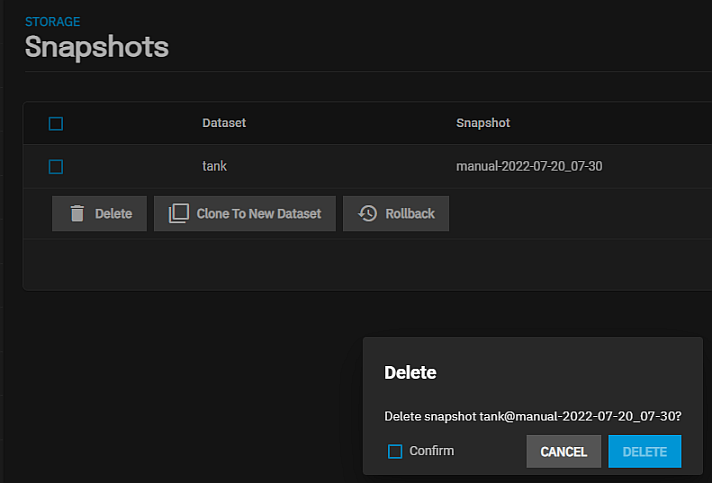 STORAGE
Snapshots
Dataset Snapshot
tank manual-2022-07-20_07-30
Delete Clone To New Dataset Rollback
Delete
Delete snapshot tank@manual-2022-07-20_07-30?
Confirm CANCEL DELETE